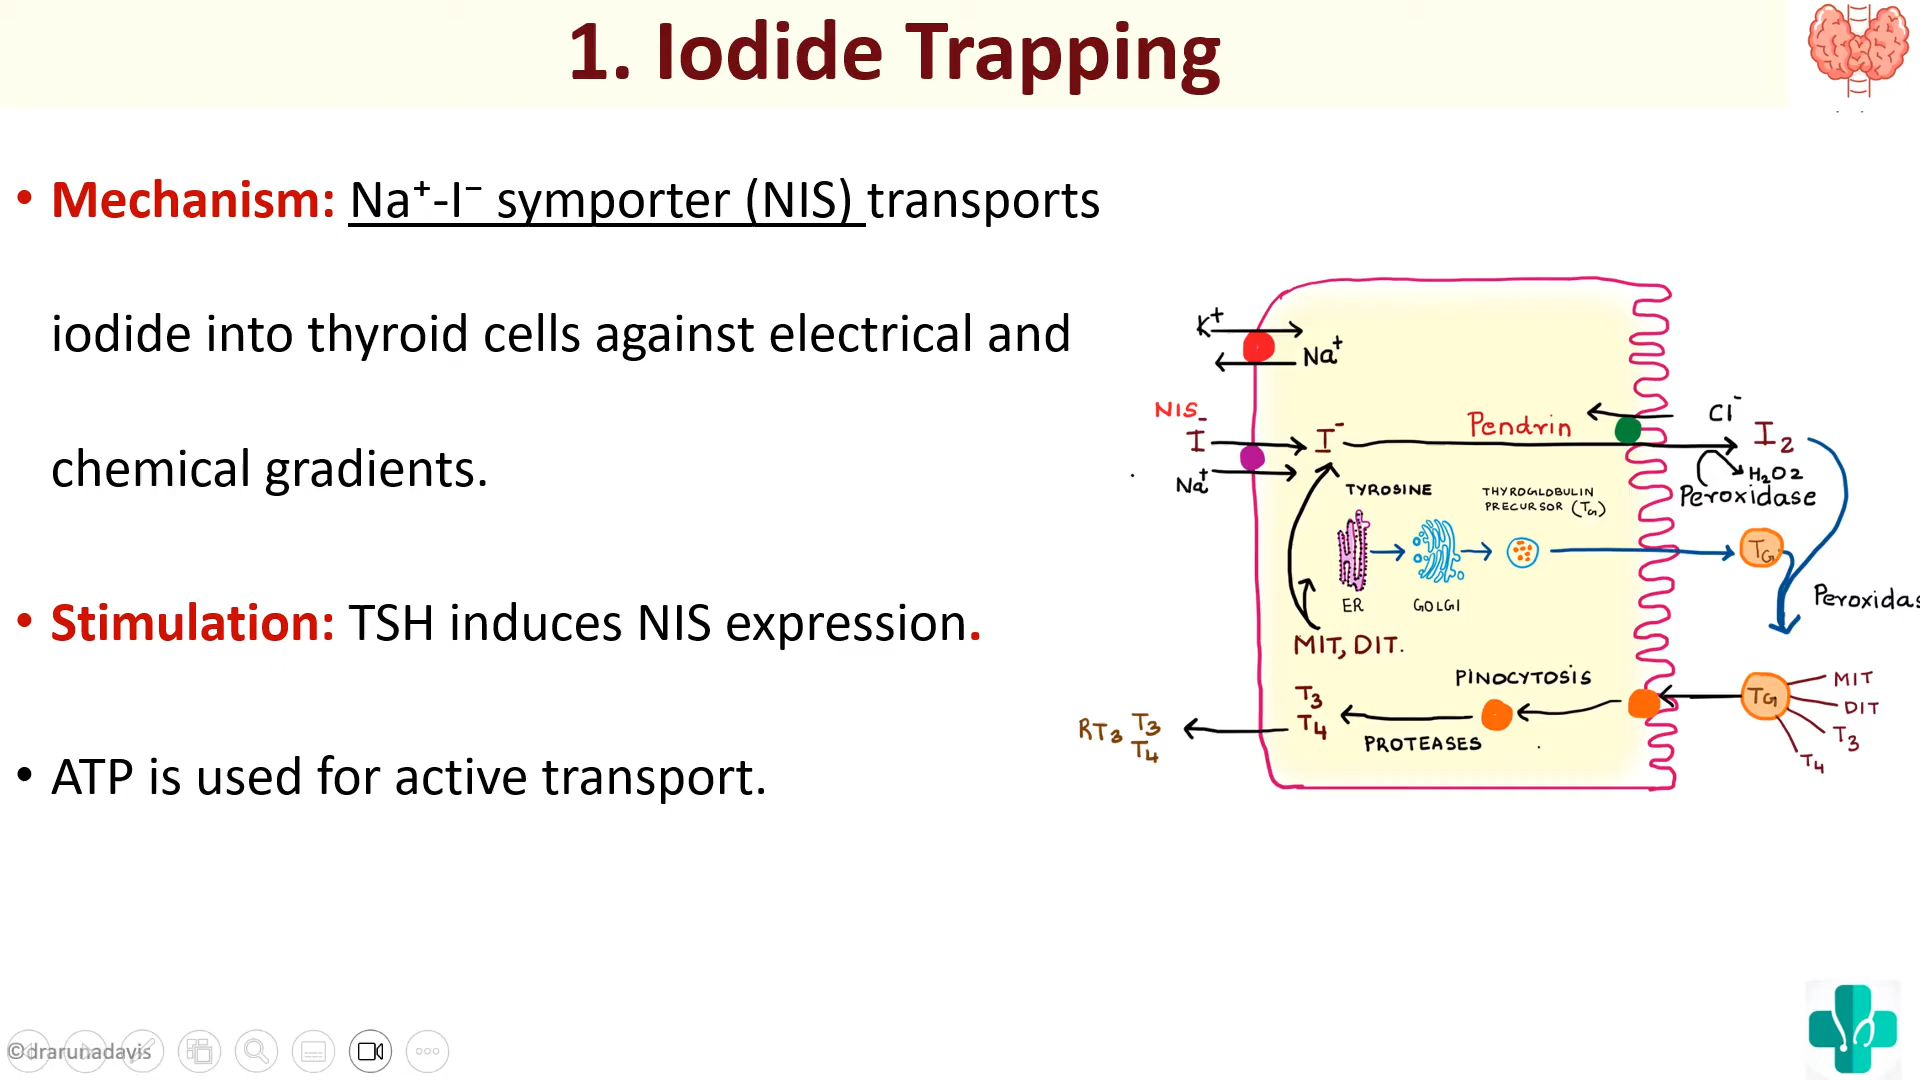 1. Iodide Trapping
• Mechanism: Na⁺-I⁻ symporter (NIS) transports
iodide into thyroid cells against electrical and
chemical gradients.
• Stimulation: TSH induces NIS expression.
• ATP is used for active transport.
K⁺
Na⁺
NIS
I⁻
Na⁺
I⁻
Pendrin
Cl⁻
I₂
H₂O₂
Peroxidase
TYROSINE
THYROGLOBULIN
PRECURSOR (TG)
ER
GOLGI
TG
Peroxidas
MIT, DIT.
PINOCYTOSIS
PROTEASES
T₃
T₄
RT₃ T₃
T₄
TG
MIT
DIT
T₃
T₄
©drarunadavis